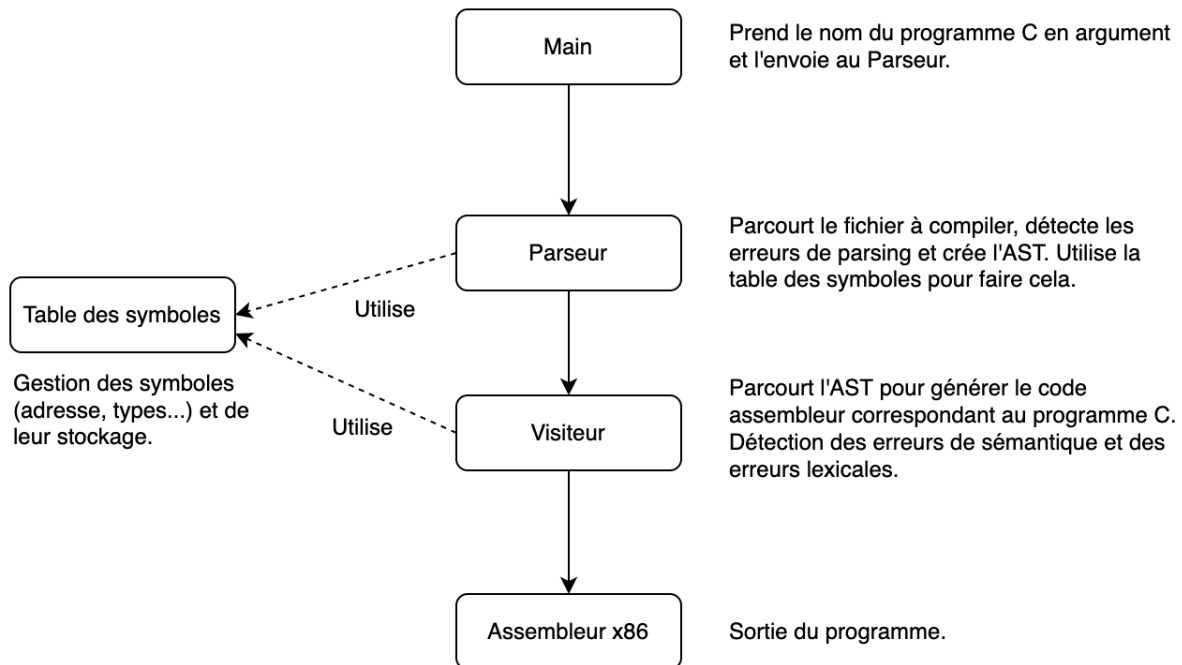 Main
Prend le nom du programme C en argument
et l'envoie au Parseur.
Parseur
Parcourt le fichier à compiler, détecte les
erreurs de parsing et crée l'AST. Utilise la
table des symboles pour faire cela.
Table des symboles
Utilise
Gestion des symboles
(adresse, types...) et de
leur stockage.
Utilise
Visiteur
Parcourt l'AST pour générer le code
assembleur correspondant au programme C.
Détection des erreurs de sémantique et des
erreurs lexicales.
Assembleur x86
Sortie du programme.